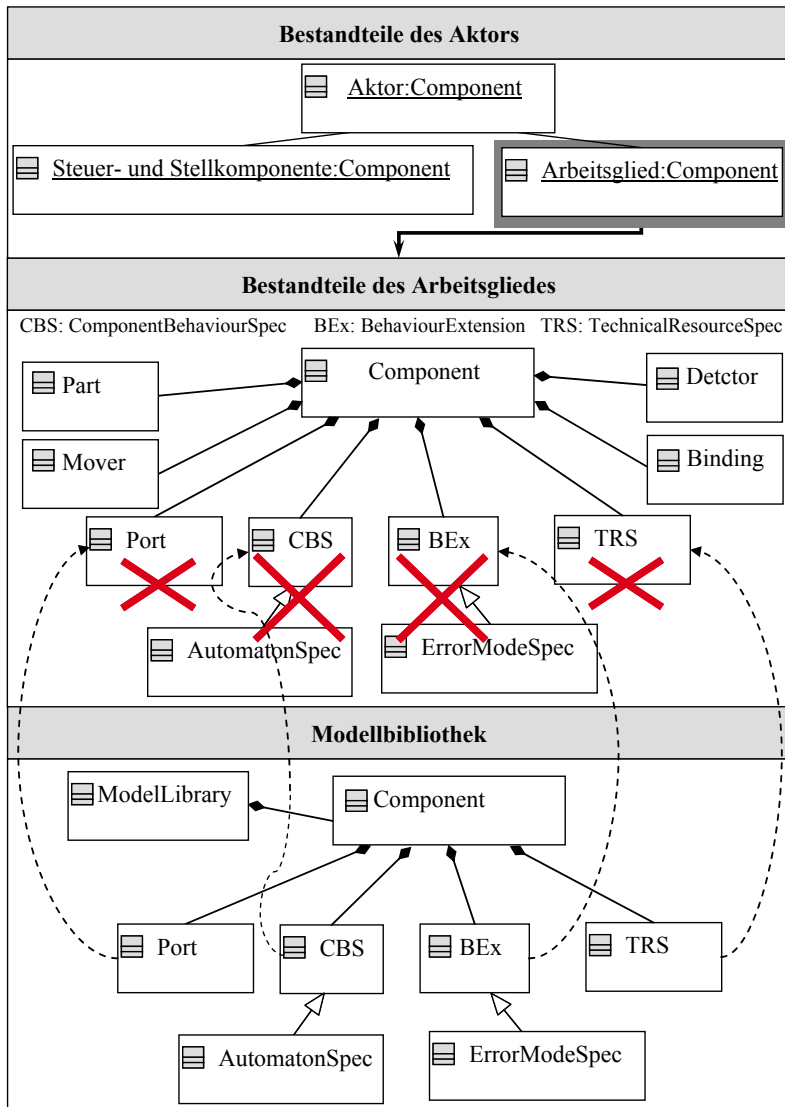 Bestandteile des Aktors
Aktor:Component
Steuer- und Stellkomponente:Component
Arbeitsglied:Component
Bestandteile des Arbeitsgliedes
CBS: ComponentBehaviourSpec BEx: BehaviourExtension TRS: TechnicalResourceSpec
Component
Part
Detctor
Mover
Binding
Port
CBS
BEx
TRS
AutomatonSpec
ErrorModeSpec
Modellbibliothek
ModelLibrary
Component
Port
CBS
BEx
TRS
AutomatonSpec
ErrorModeSpec